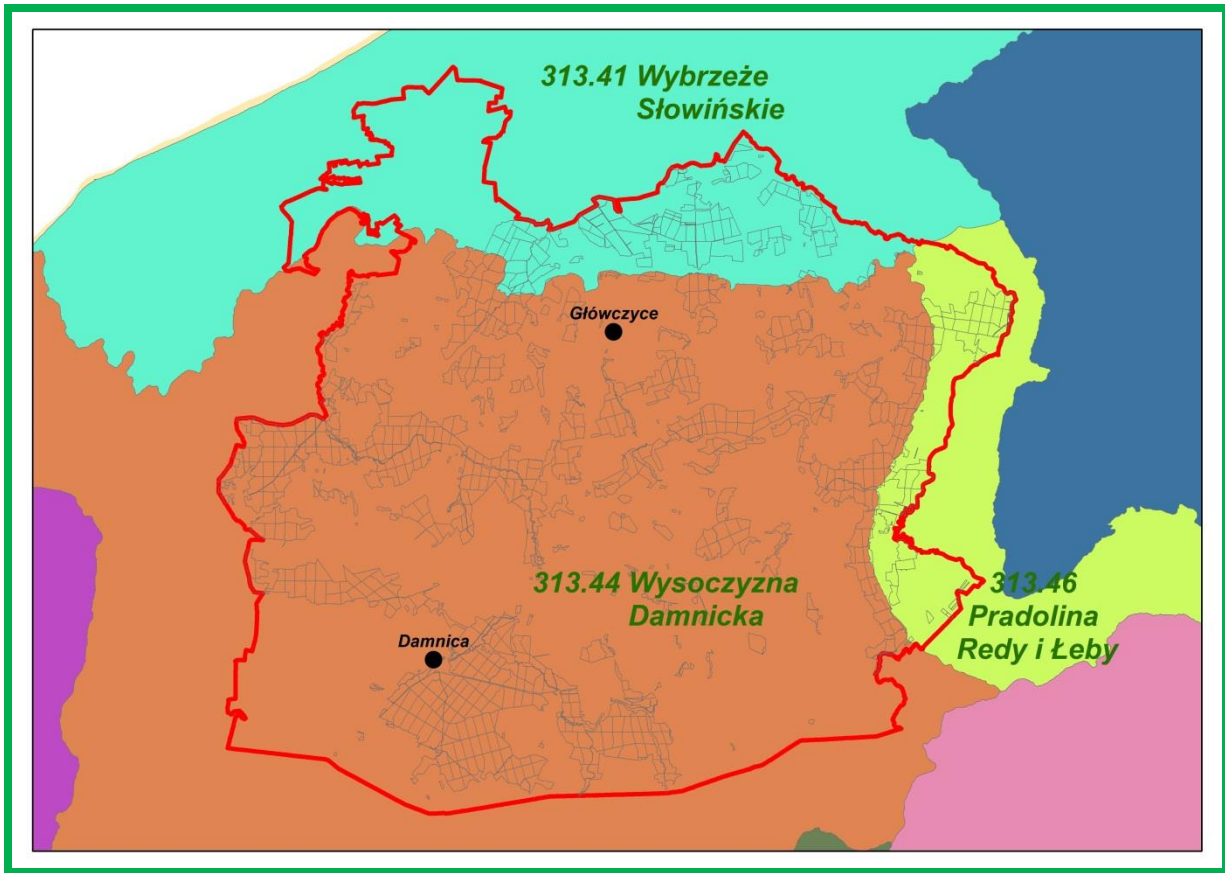 313.41 Wybrzeże
Słowińskie
Główczyce
313.44 Wysoczyzna
Damnicka
313.46
Pradolina
Redy i Łeby
Damnica